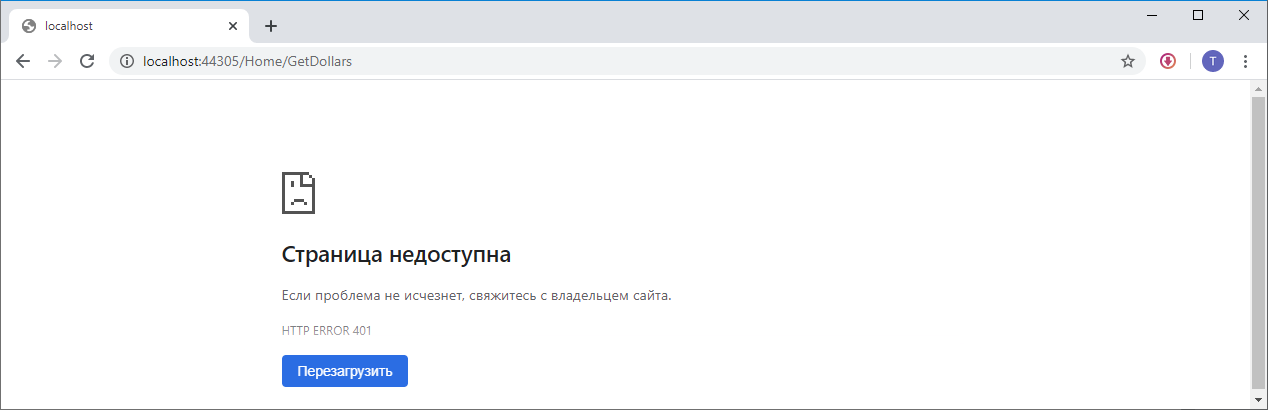 localhost
localhost:44305/Home/GetDollars
T
Страница недоступна
Если проблема не исчезнет, свяжитесь с владельцем сайта.
HTTP ERROR 401
Перезагрузить